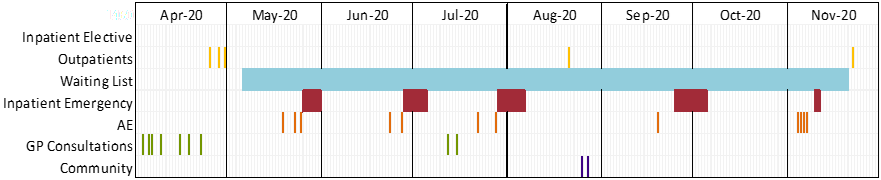 Apr-20 May-20 Jun-20 Jul-20 Aug-20 Sep-20 Oct-20 Nov-20
Inpatient Elective
Outpatients
Waiting List
Inpatient Emergency
AE
GP Consultations
Community